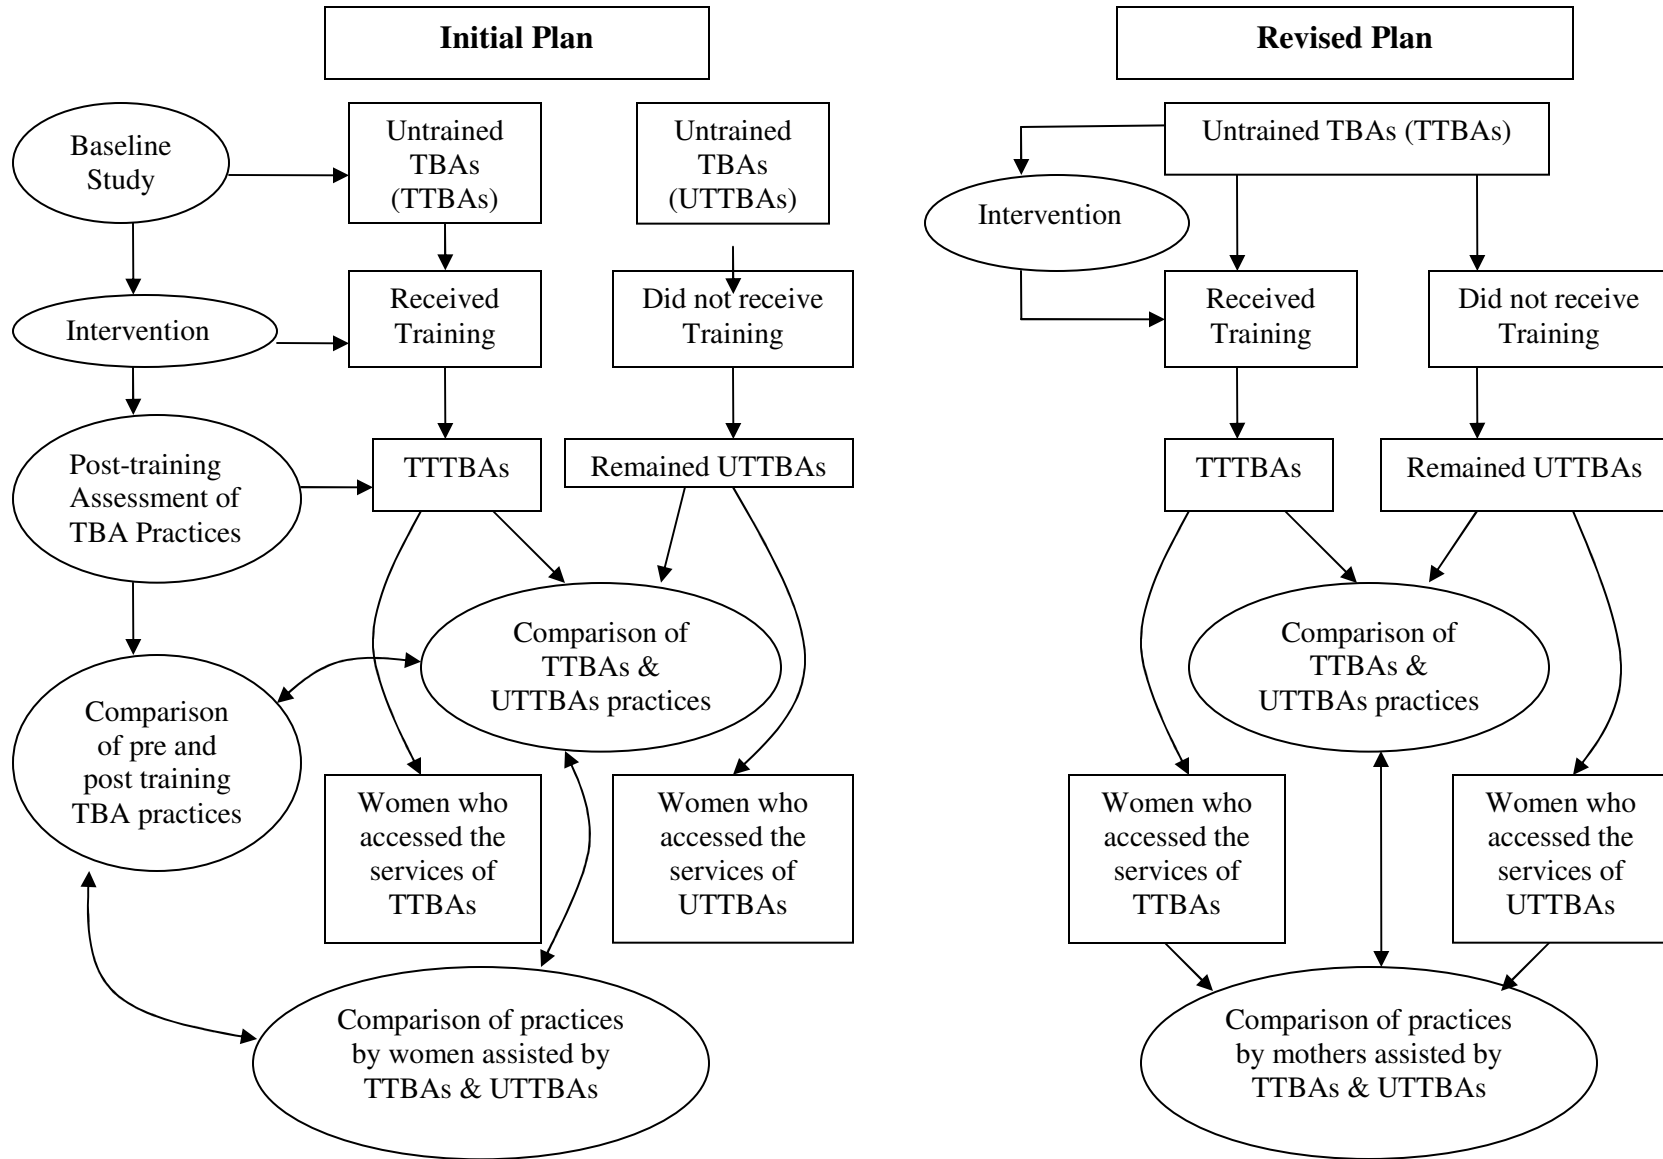 Initial Plan
Baseline
Study
Untrained
TBAs
(TTBAs)
Untrained
TBAs
(UTTBAs)
Intervention
Received
Training
Did not receive
Training
Post-training
Assessment of
TBA Practices
TTTBAs
Remained UTTBAs
Comparison of
TTBAs &
UTTBAs practices
Comparison
of pre and
post training
TBA practices
Women who
accessed the
services of
TTBAs
Women who
accessed the
services of
UTTBAs
Comparison of practices
by women assisted by
TTBAs & UTTBAs
Revised Plan
Untrained TBAs (TTBAs)
Intervention
Received
Training
Did not receive
Training
TTTBAs
Remained UTTBAs
Comparison of
TTBAs &
UTTBAs practices
Women who
accessed the
services of
TTBAs
Women who
accessed the
services of
UTTBAs
Comparison of practices
by mothers assisted by
TTBAs & UTTBAs